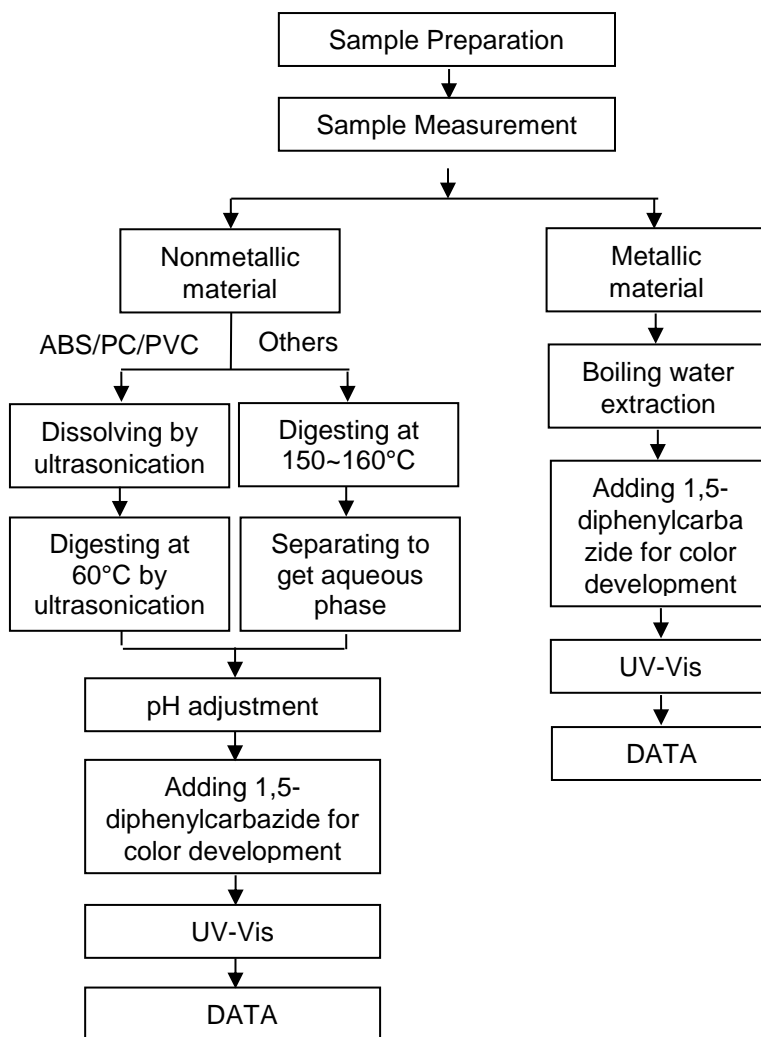 Sample Preparation
Sample Measurement
Nonmetallic
material
Metallic
material
ABS/PC/PVC
Others
Boiling water
extraction
Dissolving by
ultrasonication
Digesting at
150~160°C
Adding 1,5-
diphenylcarba
zide for color
development
Digesting at
60°C by
ultrasonication
Separating to
get aqueous
phase
UV-Vis
pH adjustment
DATA
Adding 1,5-
diphenylcarbazide for
color development
UV-Vis
DATA